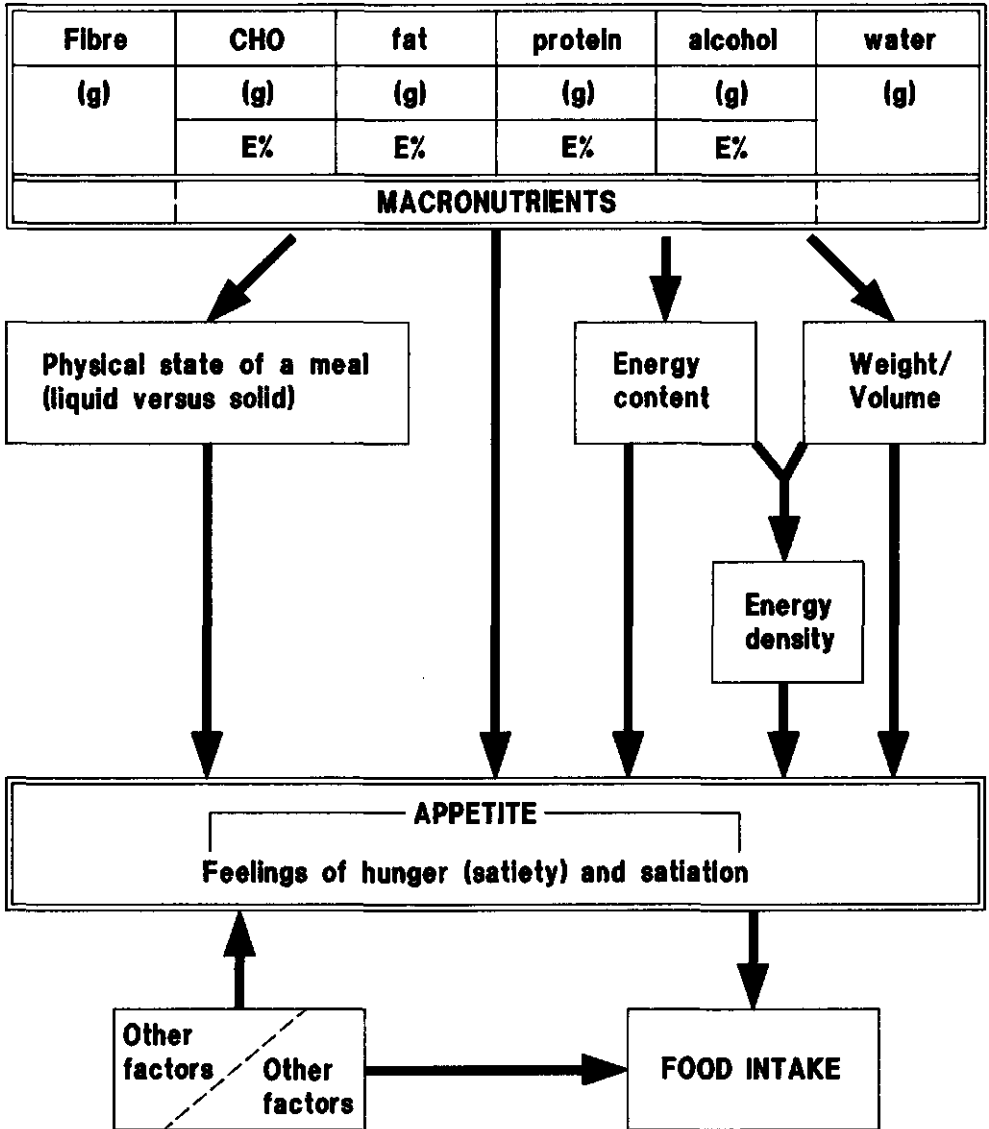 Fibre CHO fat protein alcohol water
(g) (g) (g) (g) (g) (g)
E% E% E% E%
MACRONUTRIENTS
Physical state of a meal
(liquid versus solid)
Energy
content
Weight/
Volume
Energy
density
APPETITE
Feelings of hunger (satiety) and satiation
Other
factors
Other
factors
FOOD INTAKE